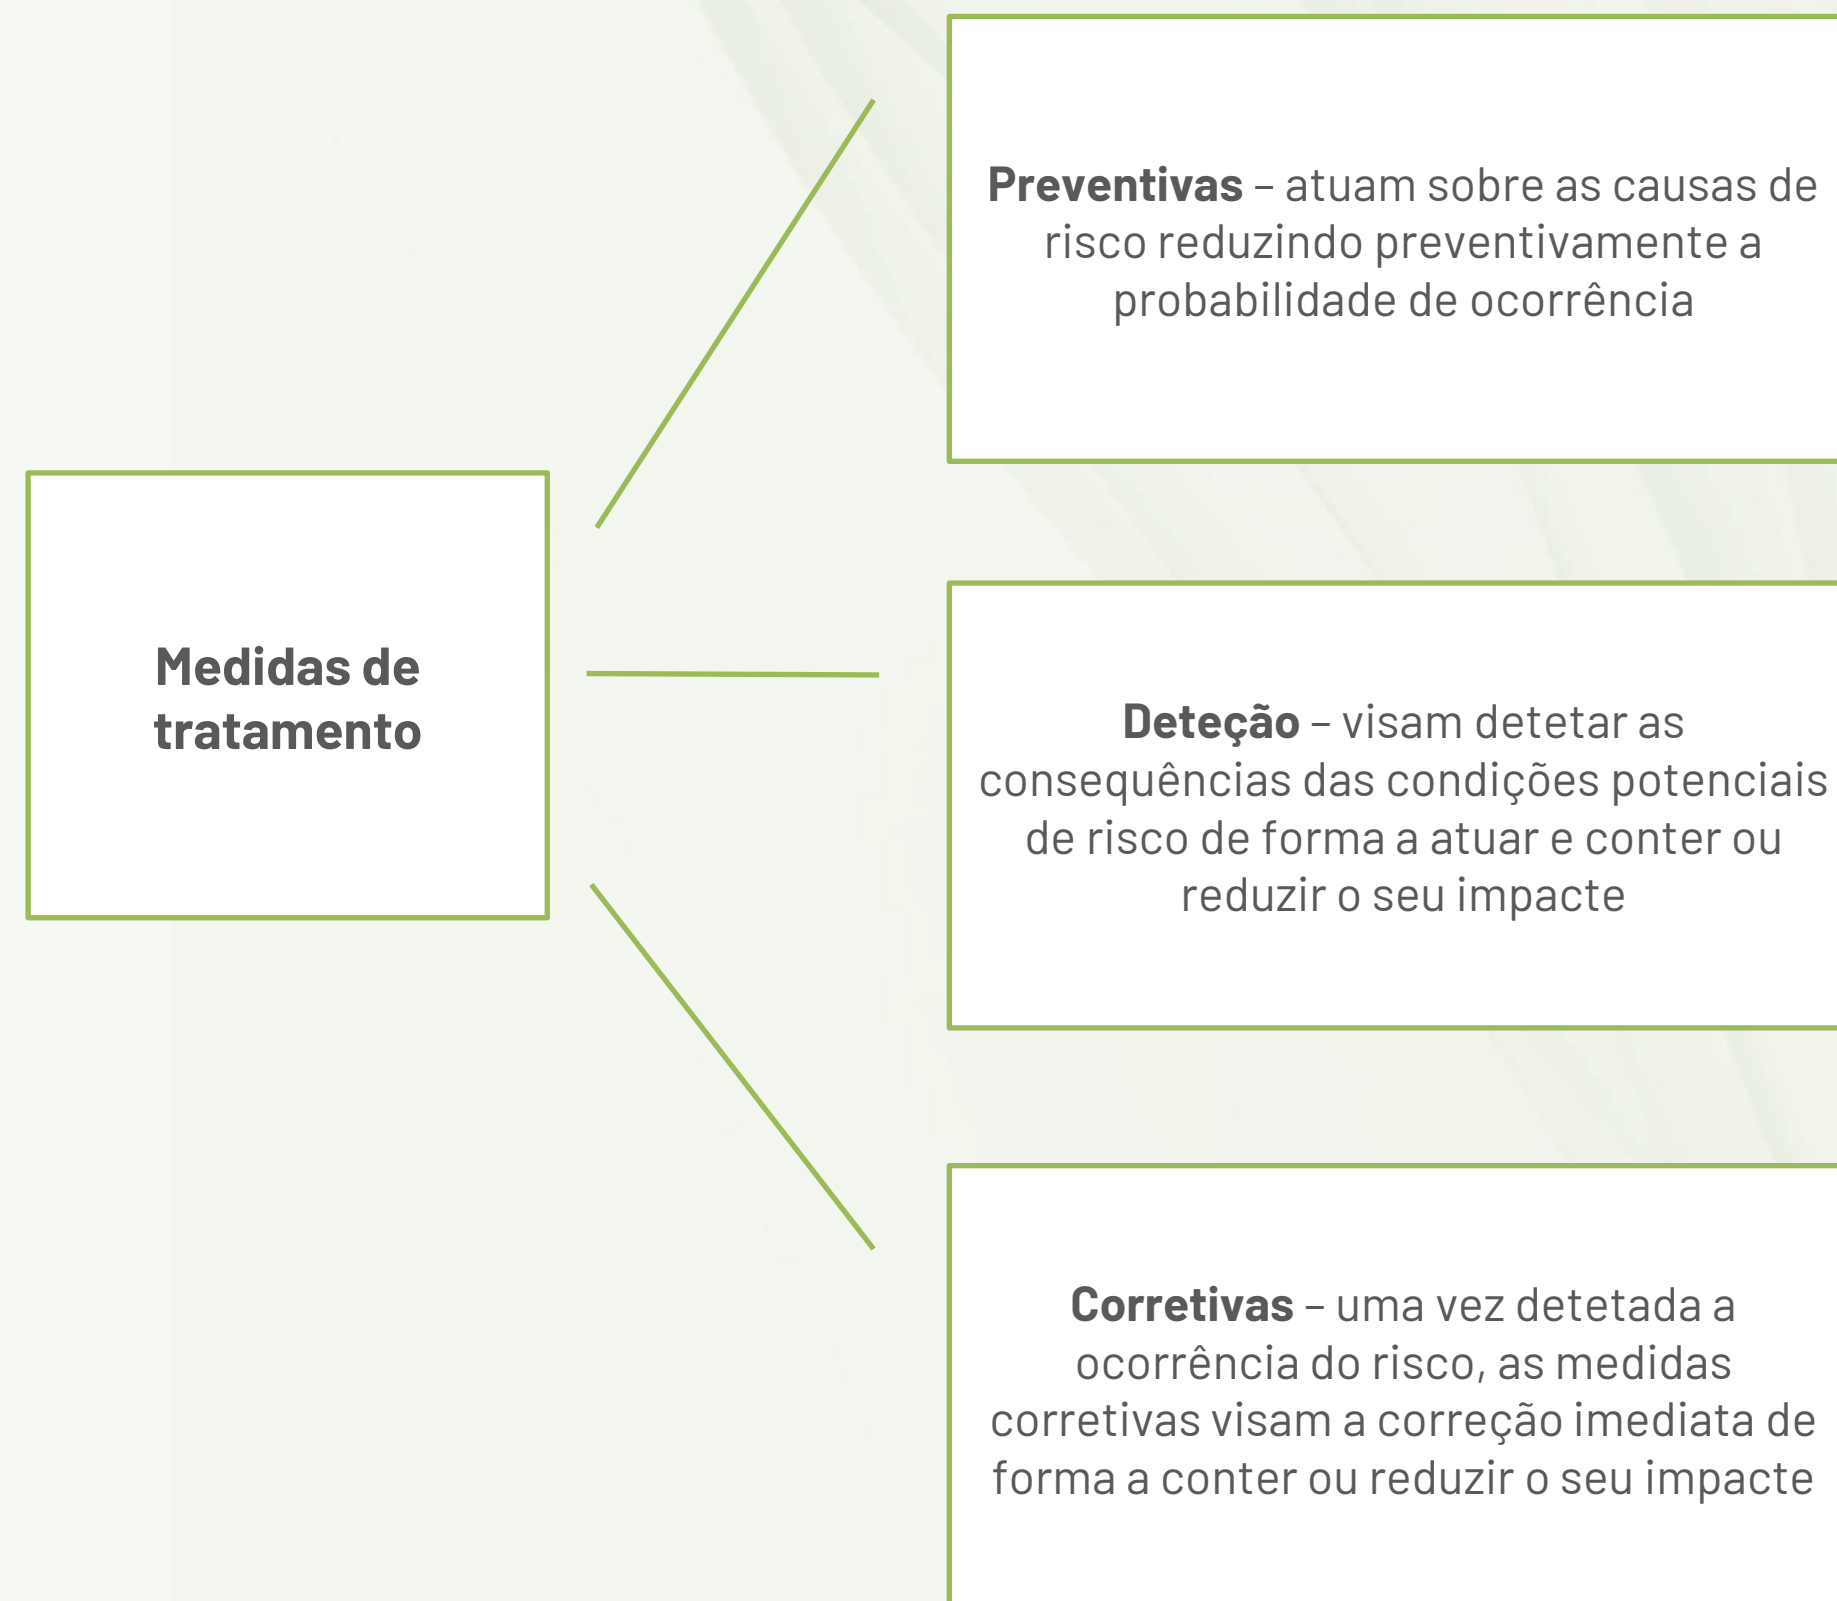 Preventivas – atuam sobre as causas de
risco reduzindo preventivamente a
probabilidade de ocorrência
Medidas de
tratamento
Deteção – visam detetar as
consequências das condições potenciais
de risco de forma a atuar e conter ou
reduzir o seu impacte
Corretivas – uma vez detetada a
ocorrência do risco, as medidas
corretivas visam a correção imediata de
forma a conter ou reduzir o seu impacte